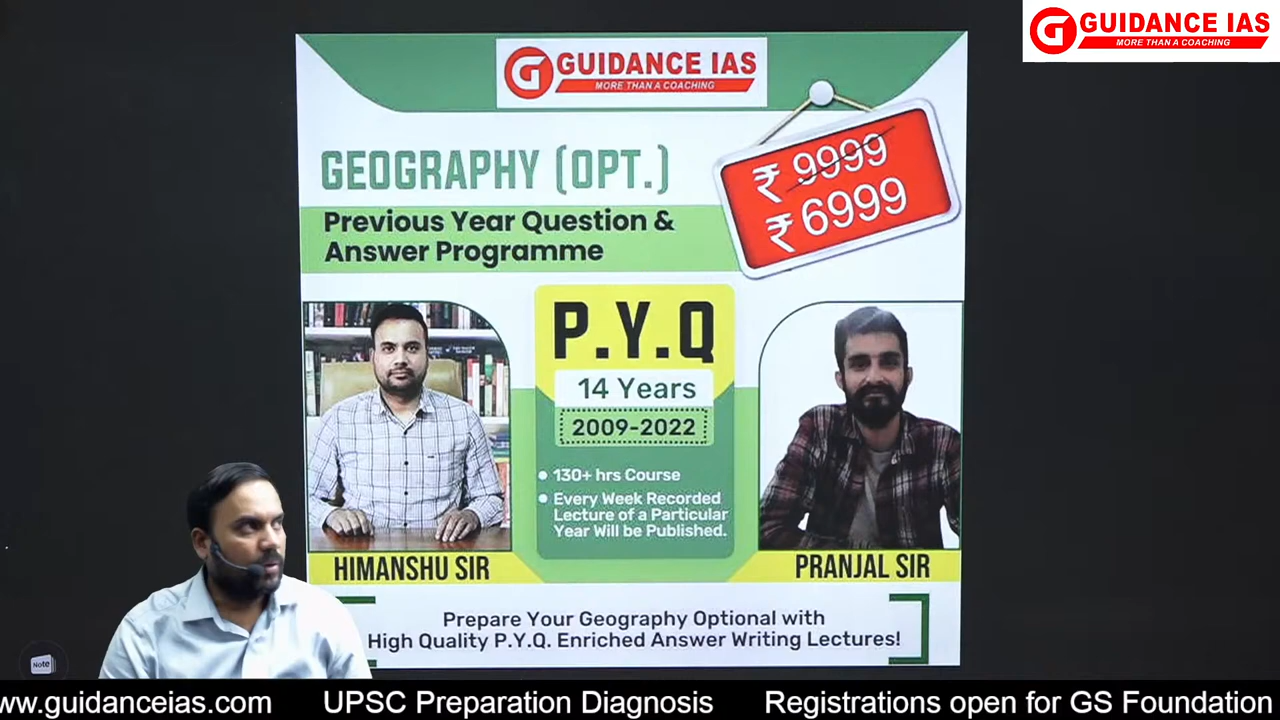 GUIDANCE IAS
MORE THAN A COACHING
GUIDANCE IAS
MORE THAN A COACHING
GEOGRAPHY (OPT.)
₹ 9999
₹ 6999
Previous Year Question &
Answer Programme
P.Y.Q
14 Years
2009-2022
130+ hrs Course
Every Week Recorded
Lecture of a Particular
Year Will be Published.
HIMANSHU SIR
PRANJAL SIR
Prepare Your Geography Optional with
High Quality P.Y.Q. Enriched Answer Writing Lectures!
Note
www.guidanceias.com UPSC Preparation Diagnosis Registrations open for GS Foundation